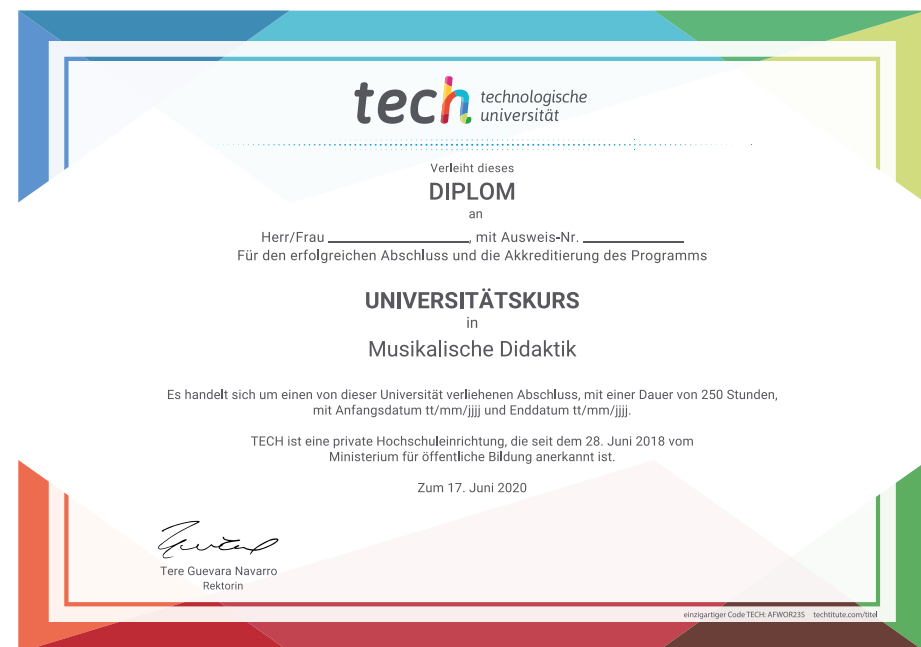 tech technologische
universität
Verleiht dieses
DIPLOM
an
Herr/Frau ____________, mit Ausweis-Nr. ____________
Für den erfolgreichen Abschluss und die Akkreditierung des Programms
UNIVERSITÄTSKURS
in
Musikalische Didaktik
Es handelt sich um einen von dieser Universität verliehenen Abschluss, mit einer Dauer von 250 Stunden,
mit Anfangsdatum tt/mm/jjjj und Enddatum tt/mm/jjjj.
TECH ist eine private Hochschuleinrichtung, die seit dem 28. Juni 2018 vom
Ministerium für öffentliche Bildung anerkannt ist.
Zum 17. Juni 2020
Tere Guevara Navarro
Rektorin
einzigartiger Code TECH: AFWOR23S techtitute.com/titel